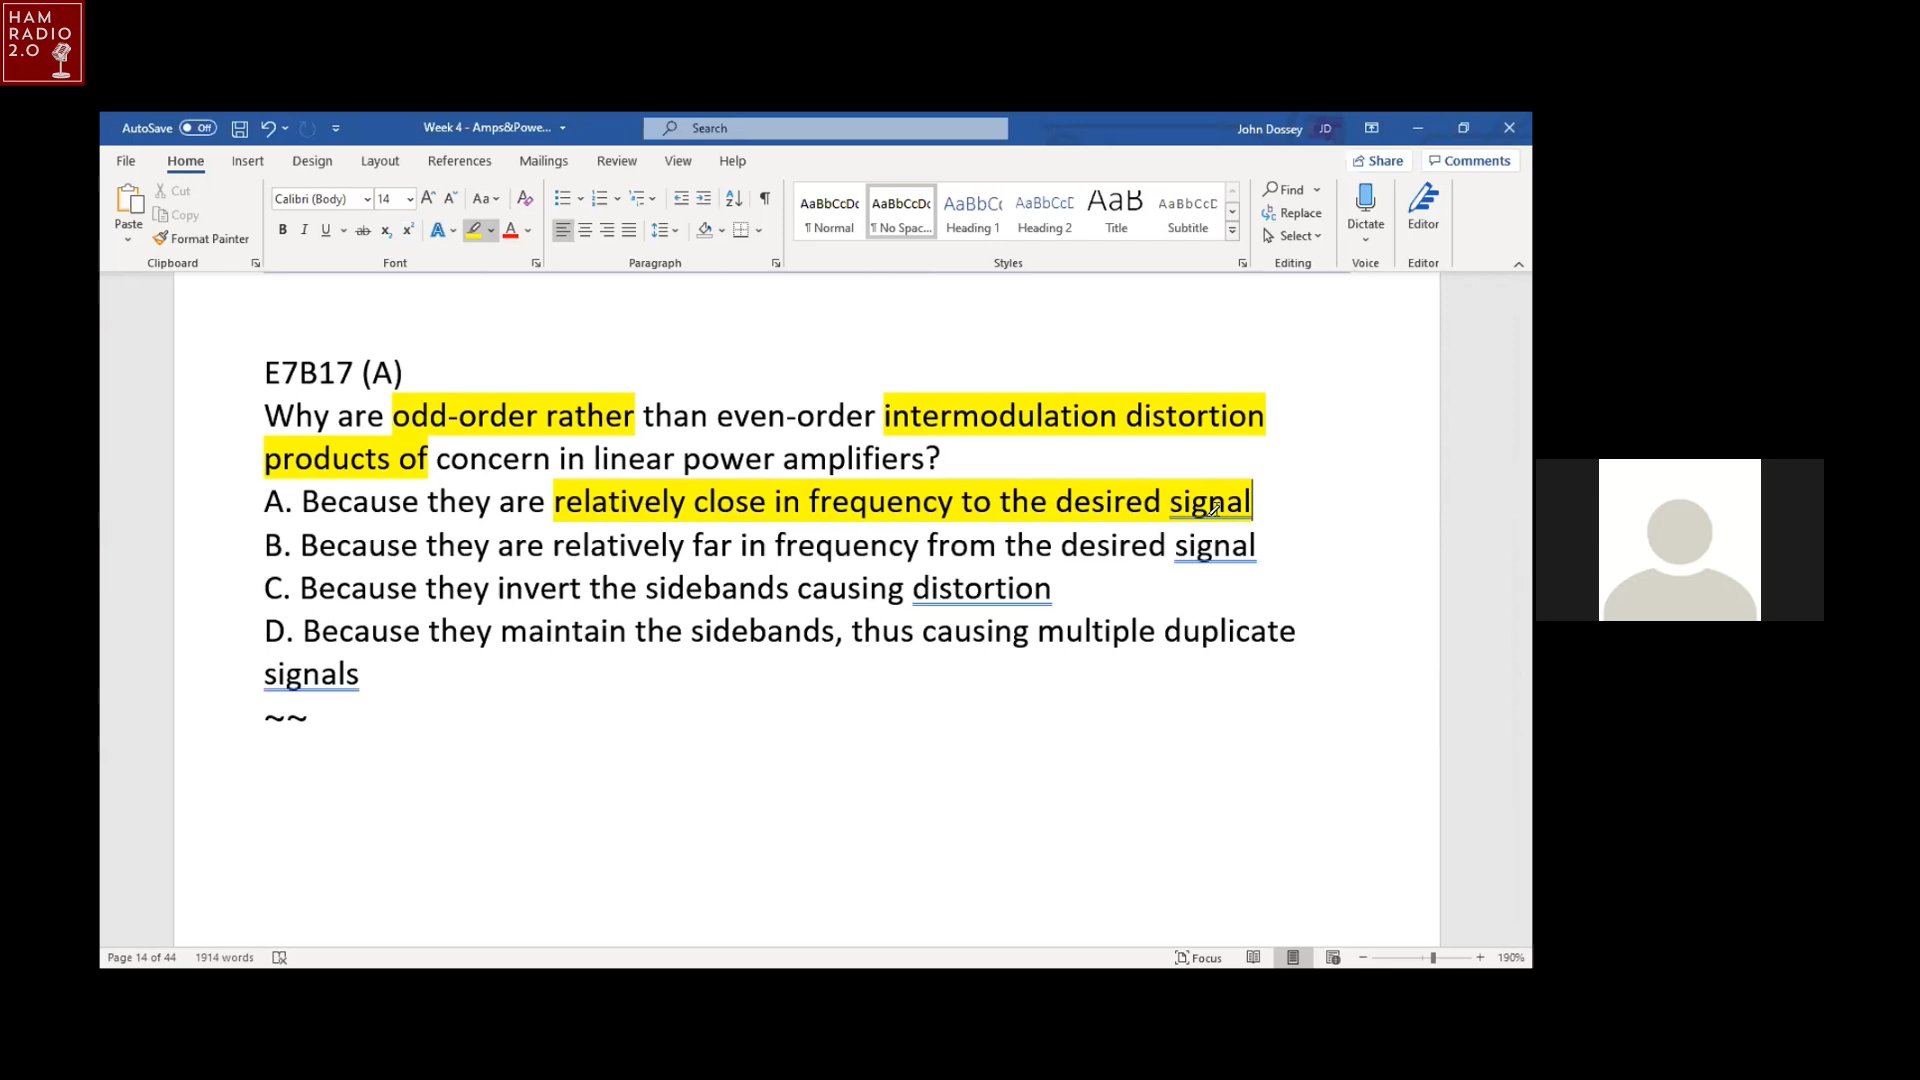 HAM
RADIO
2.0
AutoSave Off
Week 4 - Amps&Powe...
Search
John Dossey JD
File Home Insert Design Layout References Mailings Review View Help
Share Comments
Paste
Cut
Copy
Format Painter
Clipboard
Calibri (Body) 14
Font
Paragraph
AaBbCcDc AaBbCcDc AaBbCc AaBbCcD AaB AaBbCcD
¶ Normal ¶ No Spac... Heading 1 Heading 2 Title Subtitle
Styles
Find
Replace
Select
Editing
Dictate
Voice
Editor
Editor
E7B17 (A)
Why are odd-order rather than even-order intermodulation distortion
products of concern in linear power amplifiers?
A. Because they are relatively close in frequency to the desired signal
B. Because they are relatively far in frequency from the desired signal
C. Because they invert the sidebands causing distortion
D. Because they maintain the sidebands, thus causing multiple duplicate
signals
~~
Page 14 of 44 1914 words
Focus
190%